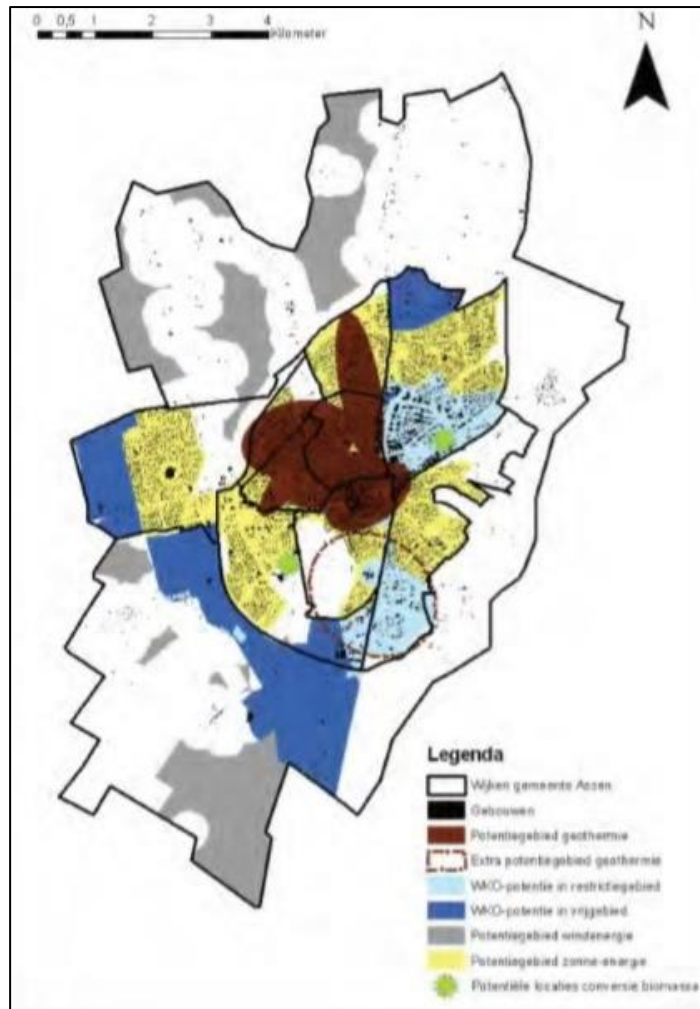 0 0,5 1 2 3 4
Kilometer
N
Legenda
Wijken gemeente Assen
Gebouwen
Potentiegebied geothermie
Extra potentiegebied geothermie
WKO-potentie in restrictiegebied
WKO-potentie in vrijgebied
Potentiegebied windenergie
Potentiegebied zonne-energie
Potentiële locaties conversie biomassa